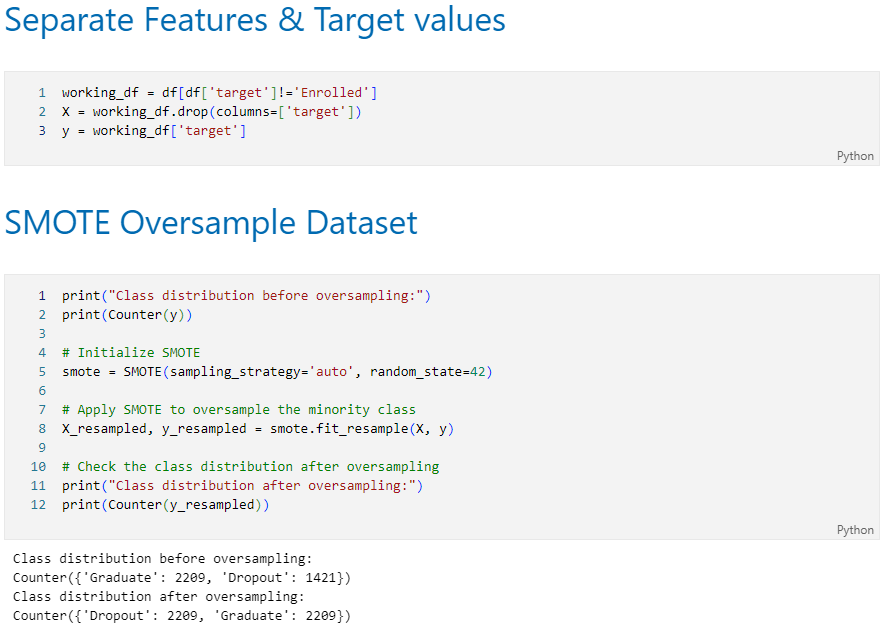 Separate Features & Target values
1 working_df = df[df['target']!='Enrolled']
2 X = working_df.drop(columns=['target'])
3 y = working_df['target']
Python
SMOTE Oversample Dataset
1 print("Class distribution before oversampling:")
2 print(Counter(y))
3
4 # Initialize SMOTE
5 smote = SMOTE(sampling_strategy='auto', random_state=42)
6
7 # Apply SMOTE to oversample the minority class
8 X_resampled, y_resampled = smote.fit_resample(X, y)
9
10 # Check the class distribution after oversampling
11 print("Class distribution after oversampling:")
12 print(Counter(y_resampled))
Python
Class distribution before oversampling:
Counter({'Graduate': 2209, 'Dropout': 1421})
Class distribution after oversampling:
Counter({'Dropout': 2209, 'Graduate': 2209})